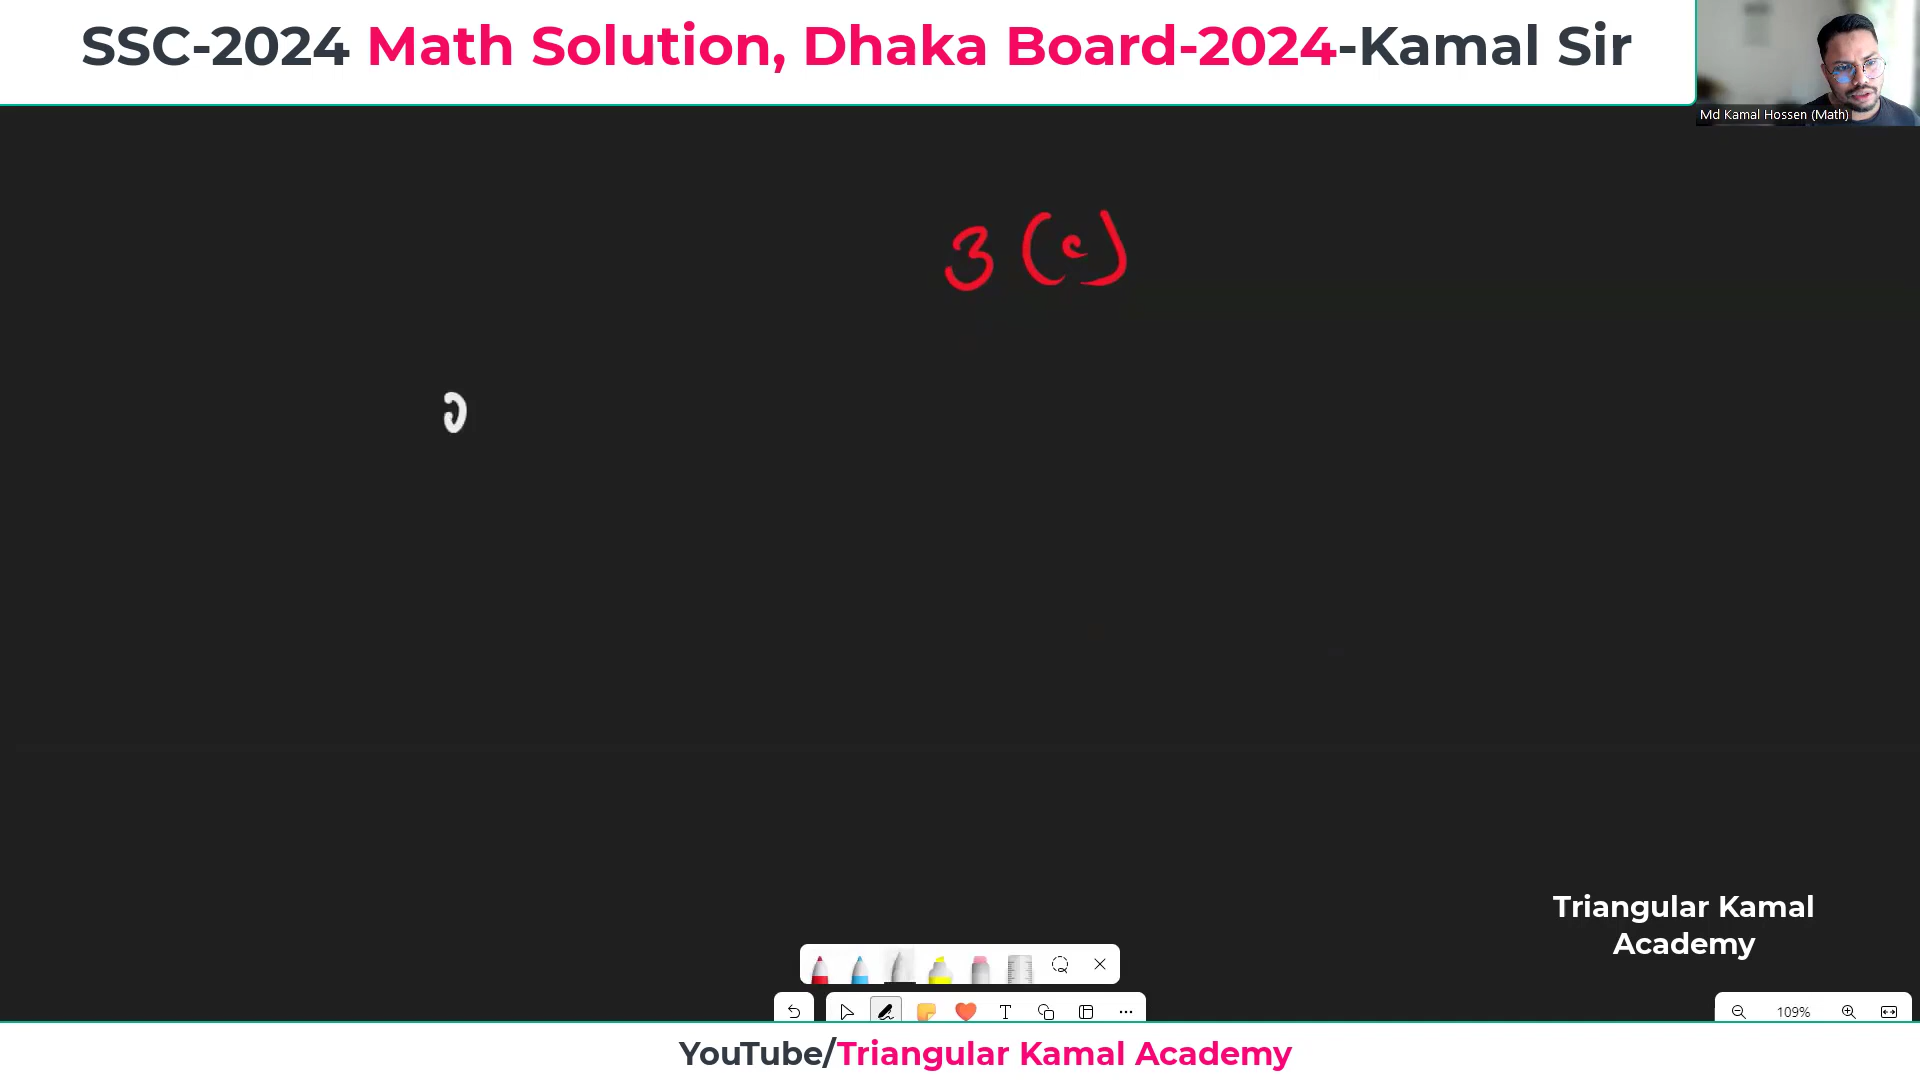 SSC-2024 Math Solution, Dhaka Board-2024-Kamal Sir
Md Kamal Hossen (Math)
3 (c)
Triangular Kamal
Academy
T
109%
YouTube/Triangular Kamal Academy